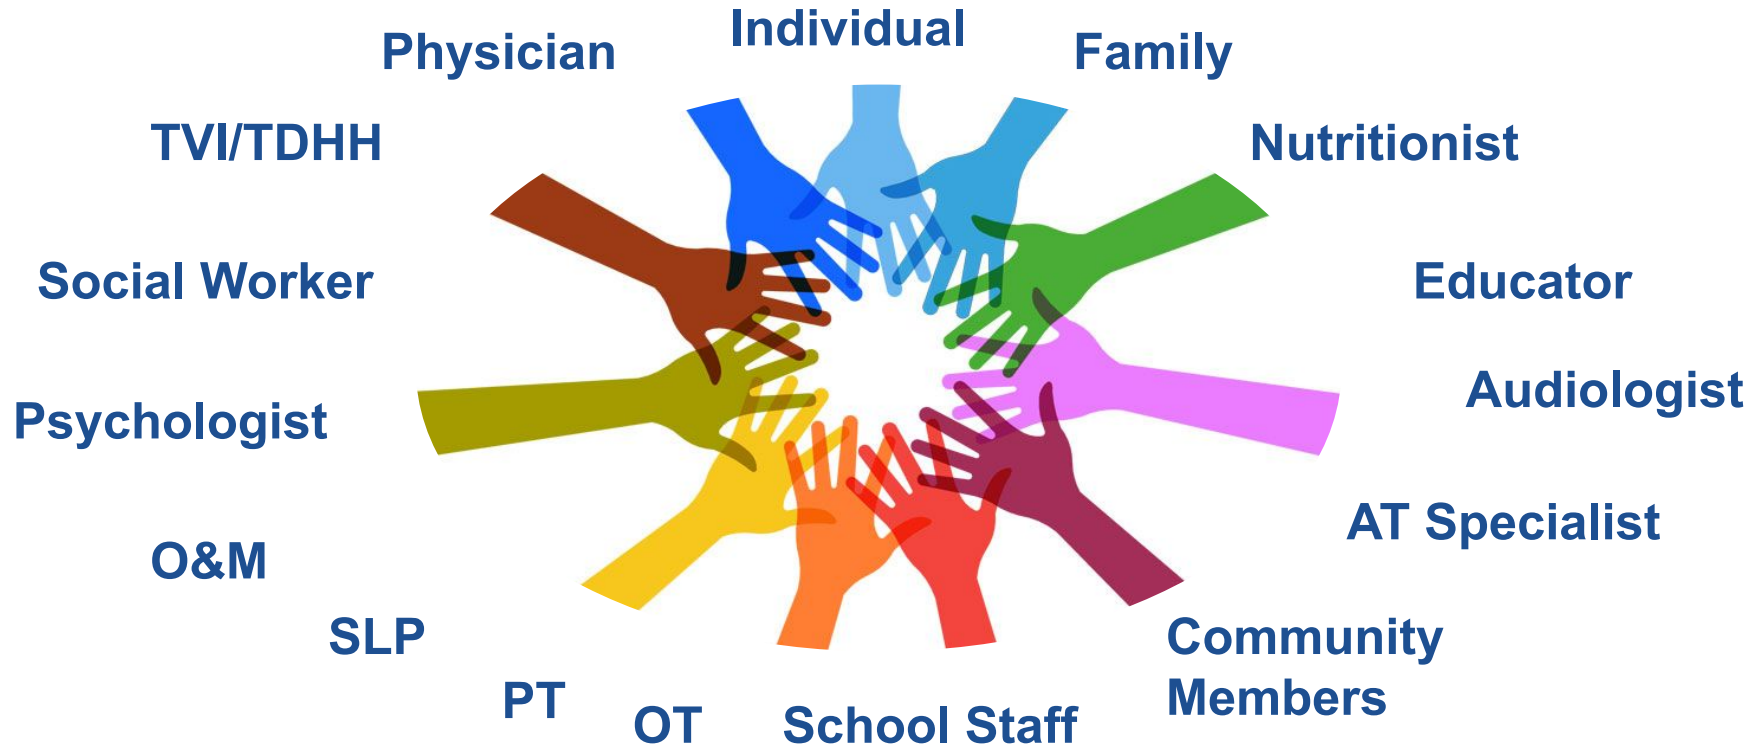 Individual
Family
Nutritionist
Educator
Audiologist
AT Specialist
Community
Members
School Staff
OT
PT
SLP
O&M
Psychologist
Social Worker
TVI/TDHH
Physician